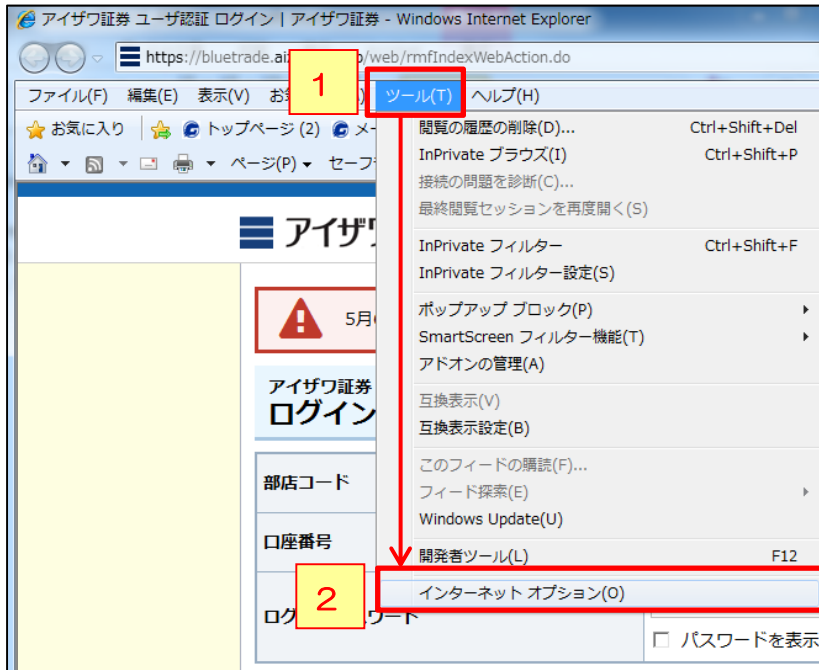 アイザワ証券 ユーザ認証 ログイン | アイザワ証券 - Windows Internet Explorer
https://bluetrade.ai /web/rmfIndexWebAction.do
1
ファイル(F) 編集(E) 表示(V) ツール(T) ヘルプ(H)
お気に入り トップページ (2)
ページ(P)
閲覧の履歴の削除(D)... Ctrl+Shift+Del
InPrivate ブラウズ(I) Ctrl+Shift+P
接続の問題を診断(C)...
最終閲覧セッションを再度開く(S)
InPrivate フィルター Ctrl+Shift+F
InPrivate フィルター設定(S)
ポップアップ ブロック(P)
SmartScreen フィルター機能(T)
アドオンの管理(A)
互換表示(V)
互換表示設定(B)
このフィードの購読(F)...
フィード探索(E)
Windows Update(U)
開発者ツール(L) F12
インターネット オプション(O)
アイザ
5月
アイザワ証券
ログイン
部店コード
口座番号
2
パスワードを表示